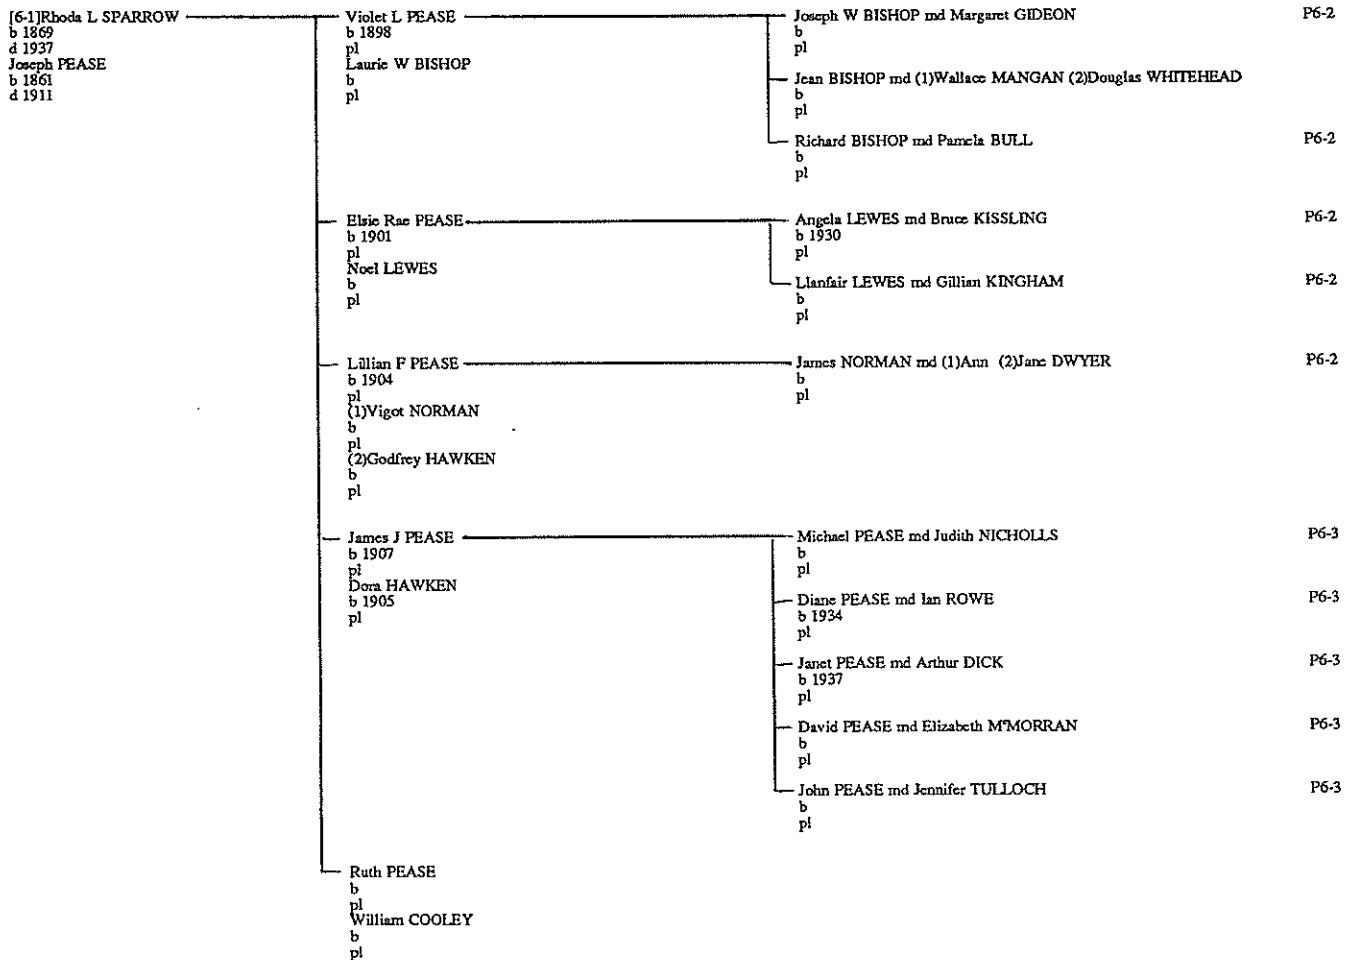 [6-1]Rhoda L SPARROW
b 1869
d 1937
Joseph PEASE
b 1861
d 1911
Violet L PEASE
b 1898
pl
Laurie W BISHOP
b
pl
Joseph W BISHOP md Margaret GIDEON P6-2
b
pl
Jean BISHOP md (1)Wallace MANGAN (2)Douglas WHITEHEAD
b
pl
Richard BISHOP md Pamela BULL P6-2
b
pl
Elsie Rae PEASE
b 1901
pl
Noel LEWES
b
pl
Angela LEWES md Bruce KISSLING P6-2
b 1930
pl
Llanfair LEWES md Gillian KINGHAM P6-2
b
pl
Lillian F PEASE
b 1904
pl
(1)Vigot NORMAN
b
pl
(2)Godfrey HAWKEN
b
pl
James NORMAN md (1)Ann (2)Jane DWYER P6-2
b
pl
James J PEASE
b 1907
pl
Dora HAWKEN
b 1905
pl
Michael PEASE md Judith NICHOLLS P6-3
b
pl
Diane PEASE md Ian ROWE P6-3
b 1934
pl
Janet PEASE md Arthur DICK P6-3
b 1937
pl
David PEASE md Elizabeth M'MORRAN P6-3
b
pl
John PEASE md Jennifer TULLOCH P6-3
b
pl
Ruth PEASE
b
pl
William COOLEY
b
pl